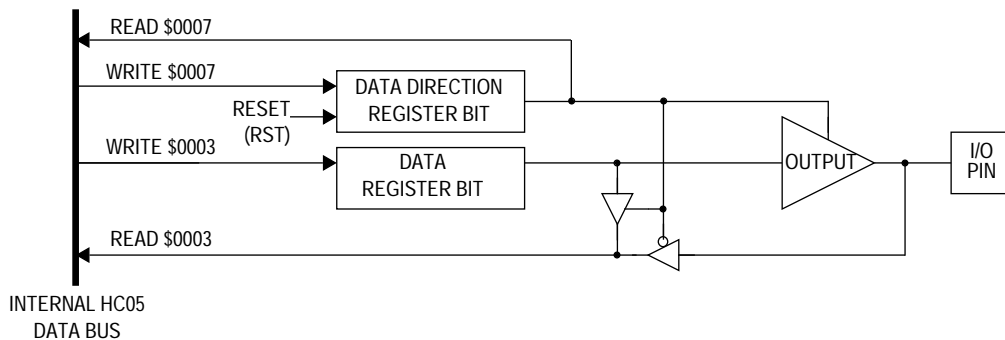 READ $0007
WRITE $0007
DATA DIRECTION
REGISTER BIT
RESET
(RST)
WRITE $0003
DATA
REGISTER BIT
OUTPUT
I/O
PIN
READ $0003
INTERNAL HC05
DATA BUS